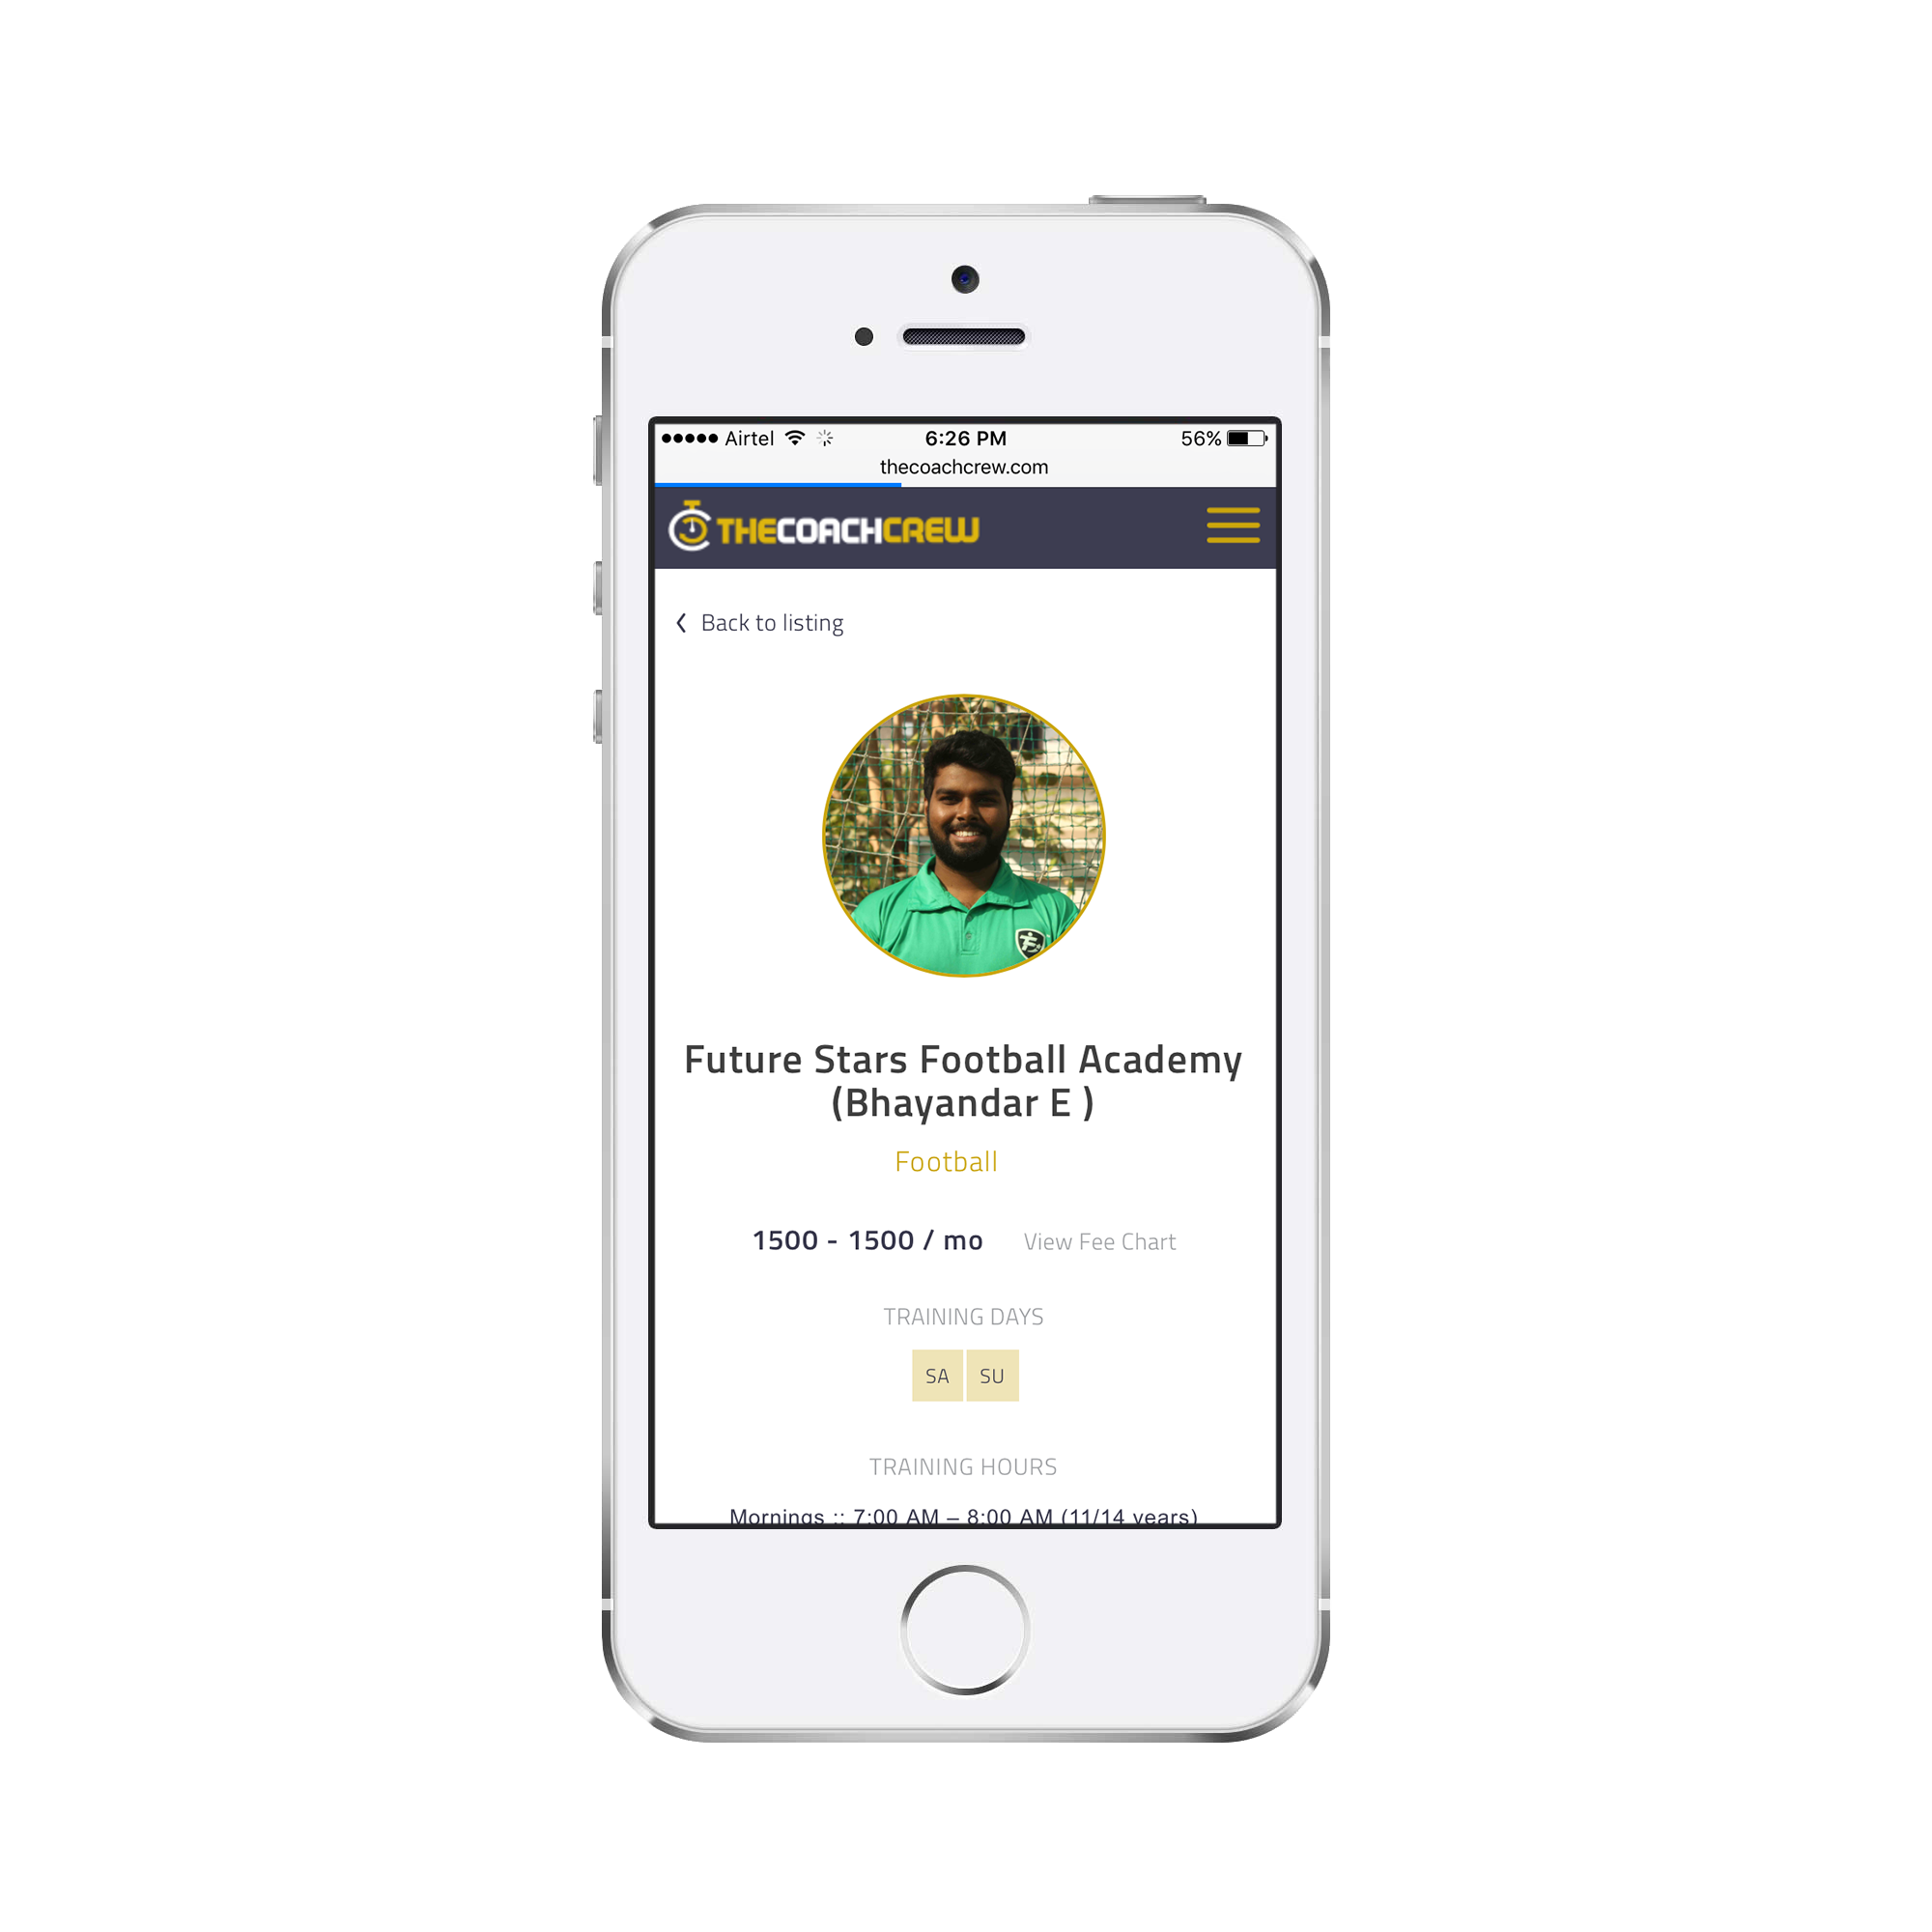 Airtel 6:26 PM 56%
thecoachcrew.com
THECOACHCREW
Back to listing
Future Stars Football Academy
(Bhayandar E )
Football
1500 - 1500 / mo View Fee Chart
TRAINING DAYS
SA SU
TRAINING HOURS
Mornings :: 7:00 AM – 8:00 AM (11/14 years)